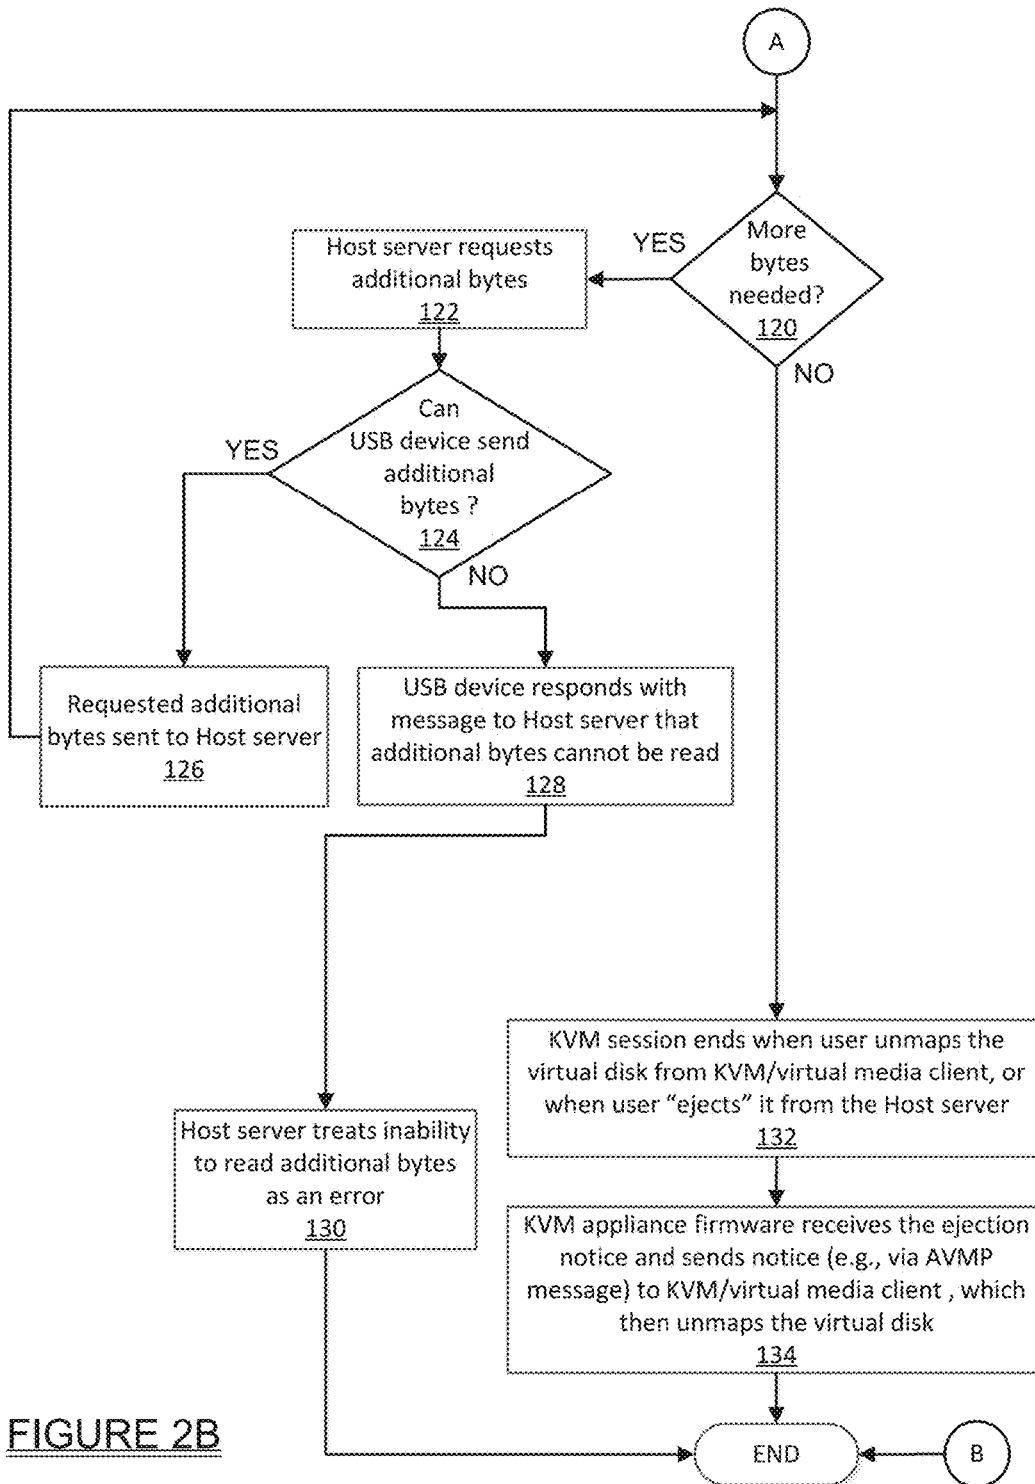 A
More
bytes
needed?
120
YES
NO
Host server requests
additional bytes
122
Can
USB device send
additional
bytes ?
124
YES
NO
Requested additional
bytes sent to Host server
126
USB device responds with
message to Host server that
additional bytes cannot be read
128
Host server treats inability
to read additional bytes
as an error
130
KVM session ends when user unmaps the
virtual disk from KVM/virtual media client, or
when user “ejects” it from the Host server
132
KVM appliance firmware receives the ejection
notice and sends notice (e.g., via AVMP
message) to KVM/virtual media client , which
then unmaps the virtual disk
134
END
B
FIGURE 2B